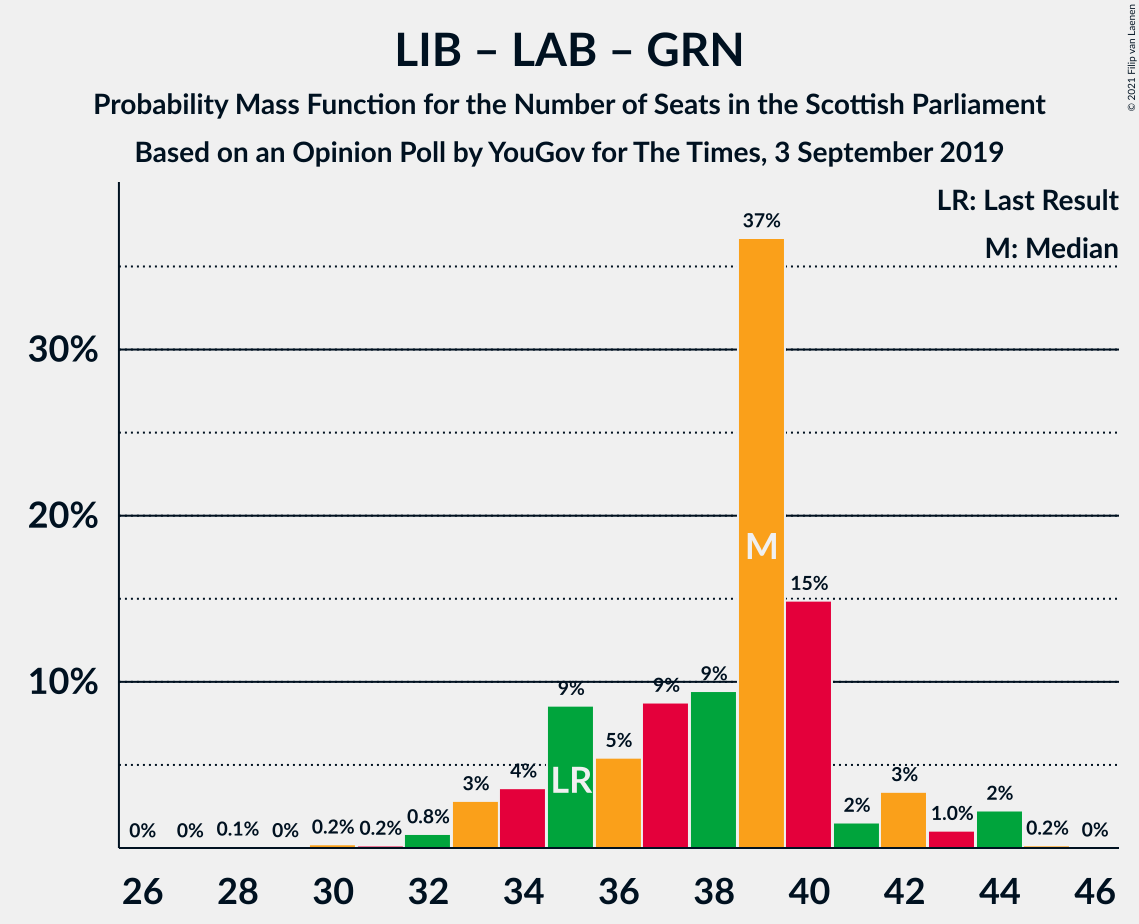 LIB – LAB – GRN
Probability Mass Function for the Number of Seats in the Scottish Parliament
Based on an Opinion Poll by YouGov for The Times, 3 September 2019
© 2021 Filip van Laenen
LR: Last Result
M: Median
30%
20%
10%
0%
0%
0.1%
0%
0.2%
0.2%
0.8%
3%
4%
9%
5%
9%
9%
37%
15%
2%
3%
1.0%
2%
0.2%
0%
LR
M
26 28 30 32 34 36 38 40 42 44 46